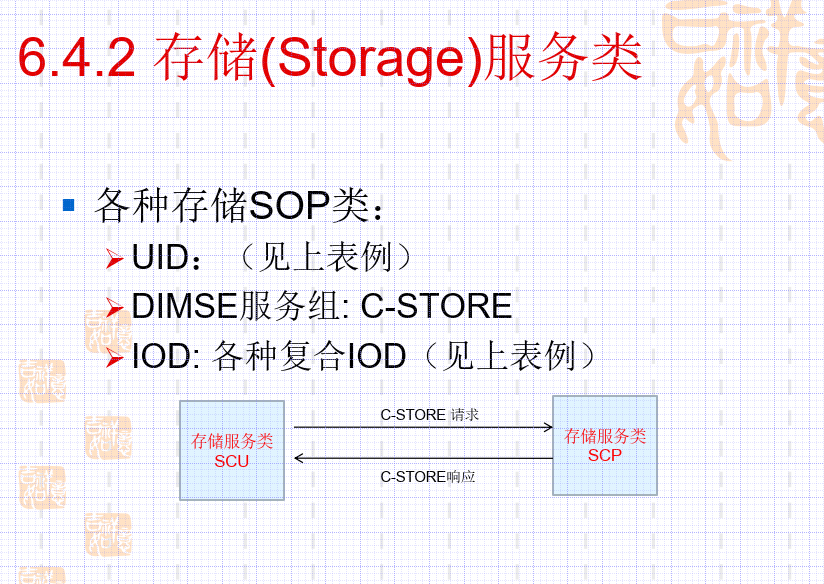 6.4.2 存储(Storage)服务类
各种存储SOP类：
UID：（见上表例）
DIMSE服务组: C-STORE
IOD: 各种复合IOD（见上表例）
C-STORE 请求
存储服务类
SCU
存储服务类
SCP
C-STORE响应